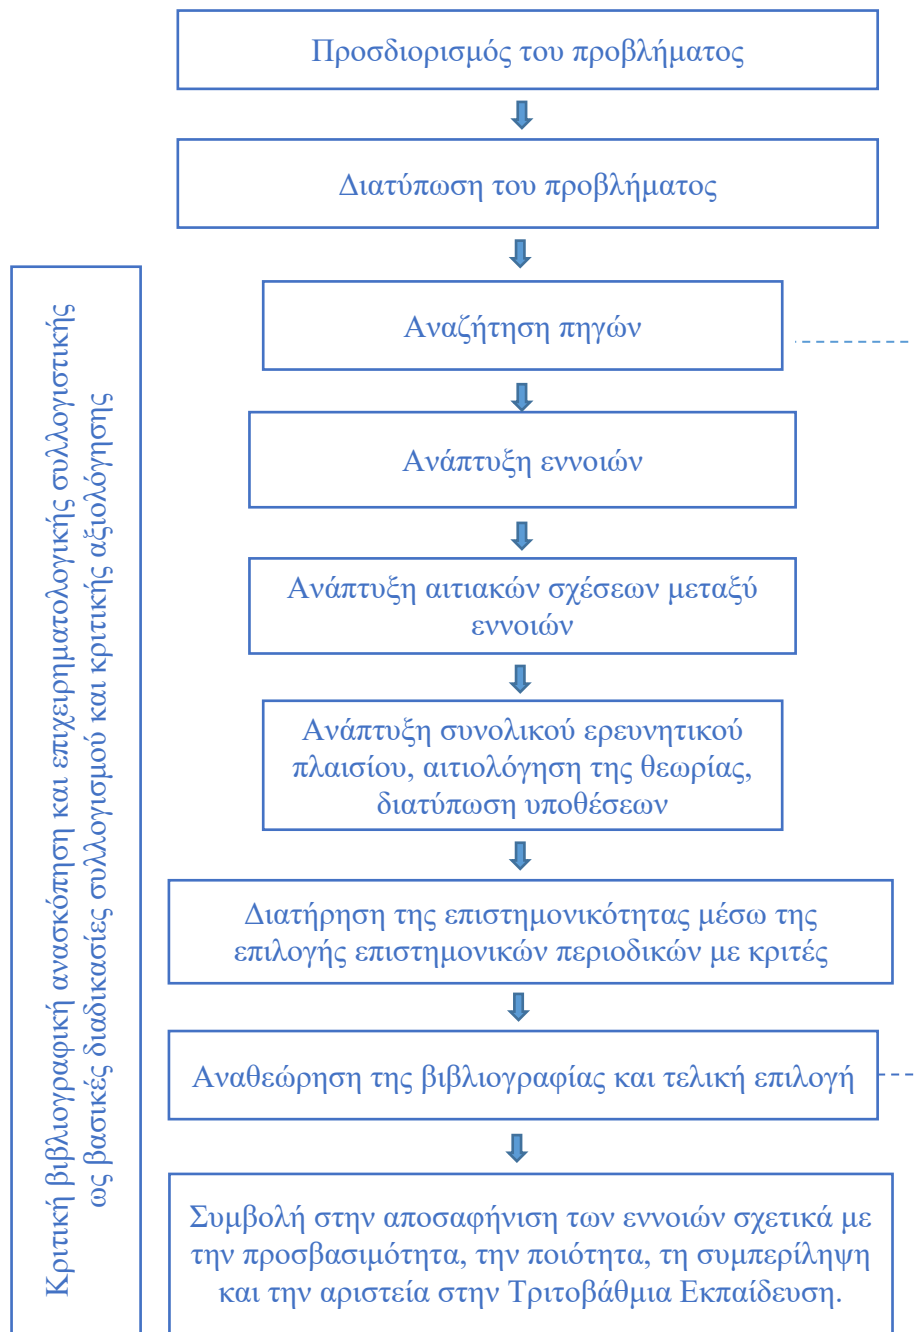 Προσδιορισμός του προβλήματος
Διατύπωση του προβλήματος
Αναζήτηση πηγών
Ανάπτυξη εννοιών
Ανάπτυξη αιτιακών σχέσεων μεταξύ
εννοιών
Ανάπτυξη συνολικού ερευνητικού
πλαισίου, αιτιολόγηση της θεωρίας,
διατύπωση υποθέσεων
Διατήρηση της επιστημονικότητας μέσω της
επιλογής επιστημονικών περιοδικών με κριτές
Αναθεώρηση της βιβλιογραφίας και τελική επιλογή
Συμβολή στην αποσαφήνιση των εννοιών σχετικά με
την προσβασιμότητα, την ποιότητα, τη συμπερίληψη
και την αριστεία στην Τριτοβάθμια Εκπαίδευση.
Κριτική βιβλιογραφική ανασκόπηση και επιχειρηματολογικής συλλογιστικής
ως βασικές διαδικασίες συλλογισμού και κριτικής αξιολόγησης